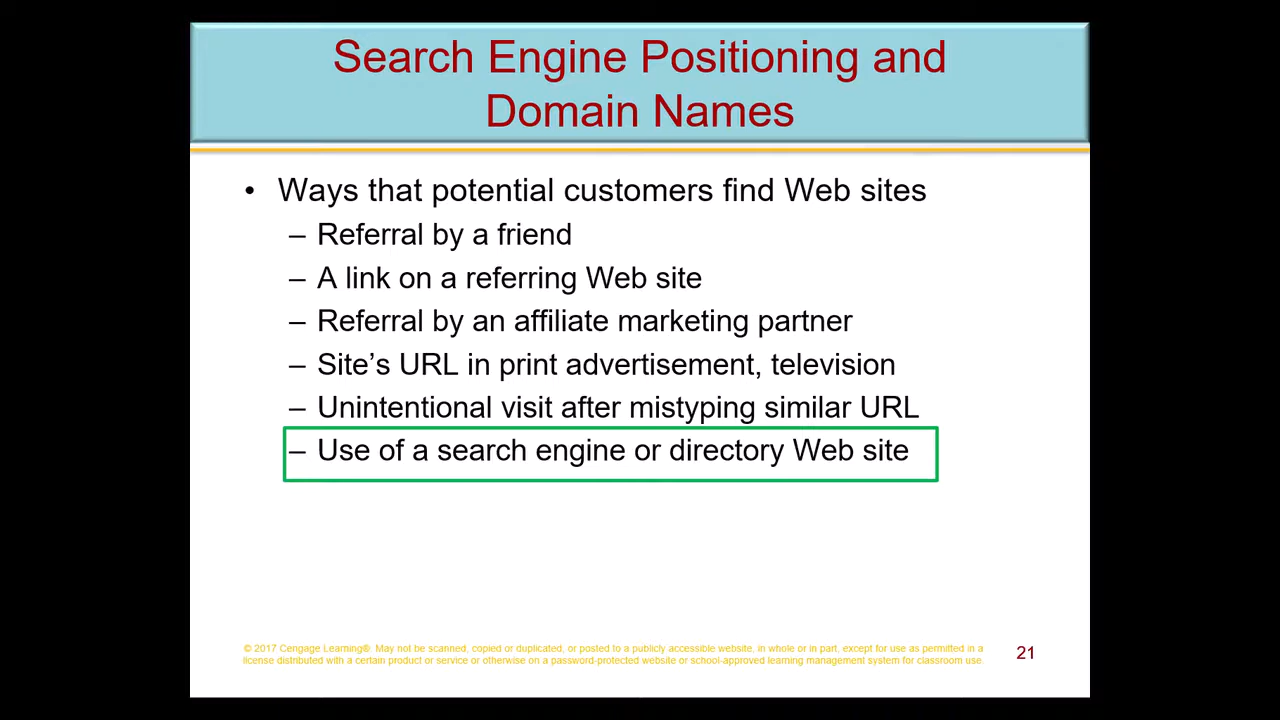 Search Engine Positioning and
Domain Names
• Ways that potential customers find Web sites
– Referral by a friend
– A link on a referring Web site
– Referral by an affiliate marketing partner
– Site’s URL in print advertisement, television
– Unintentional visit after mistyping similar URL
– Use of a search engine or directory Web site
© 2017 Cengage Learning®. May not be scanned, copied or duplicated, or posted to a publicly accessible website, in whole or in part, except for use as permitted in a
license distributed with a certain product or service or otherwise on a password-protected website or school-approved learning management system for classroom use.
21